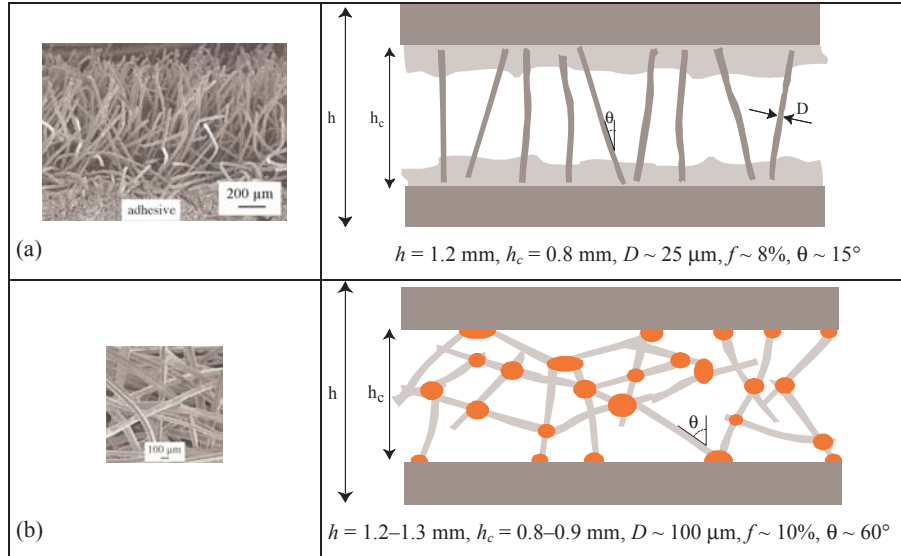 200 µm
adhesive
(a)
h
h_c
θ
D
h = 1.2 mm, h_c = 0.8 mm, D ~ 25 µm, f ~ 8%, θ ~ 15°
100 µm
(b)
h
h_c
θ
h = 1.2–1.3 mm, h_c = 0.8–0.9 mm, D ~ 100 µm, f ~ 10%, θ ~ 60°